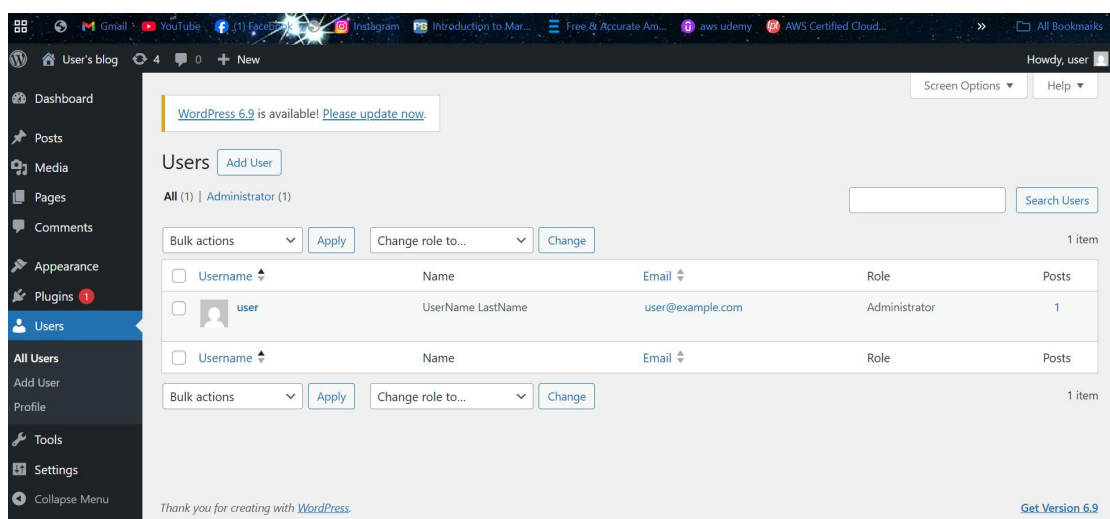 Gmail YouTube (1) Facebook Instagram Introduction to Mar... Free & Accurate Am... aws udemy AWS Certified Cloud... » All Bookmarks
User's blog 4 0 + New Howdy, user
Screen Options ▼ Help ▼
Dashboard
Posts
Media
Pages
Comments
Appearance
Plugins 1
Users
All Users
Add User
Profile
Tools
Settings
Collapse Menu
WordPress 6.9 is available! Please update now.
Users Add User
All (1) | Administrator (1)
Search Users
Bulk actions Apply Change role to... Change 1 item
Username Name Email Role Posts
user UserName LastName user@example.com Administrator 1
Username Name Email Role Posts
Bulk actions Apply Change role to... Change 1 item
Thank you for creating with WordPress. Get Version 6.9